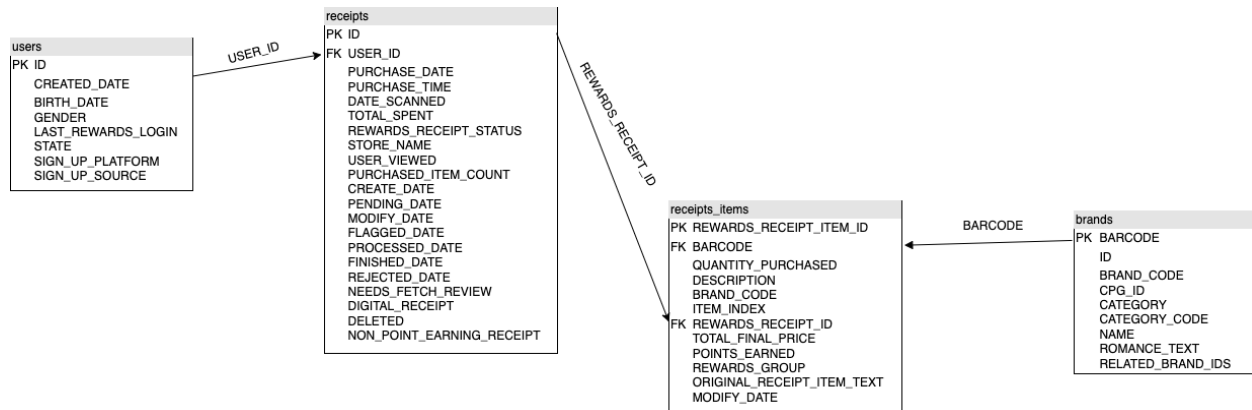 users
PK ID
CREATED_DATE
BIRTH_DATE
GENDER
LAST_REWARDS_LOGIN
STATE
SIGN_UP_PLATFORM
SIGN_UP_SOURCE
USER_ID
receipts
PK ID
FK USER_ID
PURCHASE_DATE
PURCHASE_TIME
DATE_SCANNED
TOTAL_SPENT
REWARDS_RECEIPT_STATUS
STORE_NAME
USER_VIEWED
PURCHASED_ITEM_COUNT
CREATE_DATE
PENDING_DATE
MODIFY_DATE
FLAGGED_DATE
PROCESSED_DATE
FINISHED_DATE
REJECTED_DATE
NEEDS_FETCH_REVIEW
DIGITAL_RECEIPT
DELETED
NON_POINT_EARNING_RECEIPT
REWARDS_RECEIPT_ID
receipts_items
PK REWARDS_RECEIPT_ITEM_ID
FK BARCODE
QUANTITY_PURCHASED
DESCRIPTION
BRAND_CODE
ITEM_INDEX
FK REWARDS_RECEIPT_ID
TOTAL_FINAL_PRICE
POINTS_EARNED
REWARDS_GROUP
ORIGINAL_RECEIPT_ITEM_TEXT
MODIFY_DATE
BARCODE
brands
PK BARCODE
ID
BRAND_CODE
CPG_ID
CATEGORY
CATEGORY_CODE
NAME
ROMANCE_TEXT
RELATED_BRAND_IDS